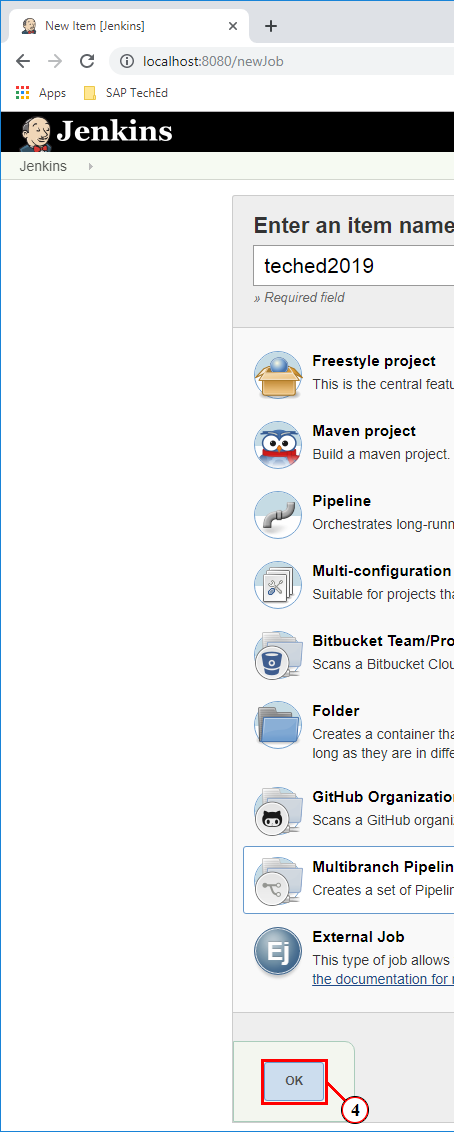 New Item [Jenkins]
localhost:8080/newJob
Apps
SAP TechEd
Jenkins
Jenkins
Enter an item name
teched2019
» Required field
Freestyle project
This is the central featu
Maven project
Build a maven project.
Pipeline
Orchestrates long-runn
Multi-configuration
Suitable for projects tha
Bitbucket Team/Pro
Scans a Bitbucket Clou
Folder
Creates a container tha
long as they are in diffe
GitHub Organizatio
Scans a GitHub organi
Multibranch Pipelin
Creates a set of Pipelin
Ej
External Job
This type of job allows
the documentation for
OK
4